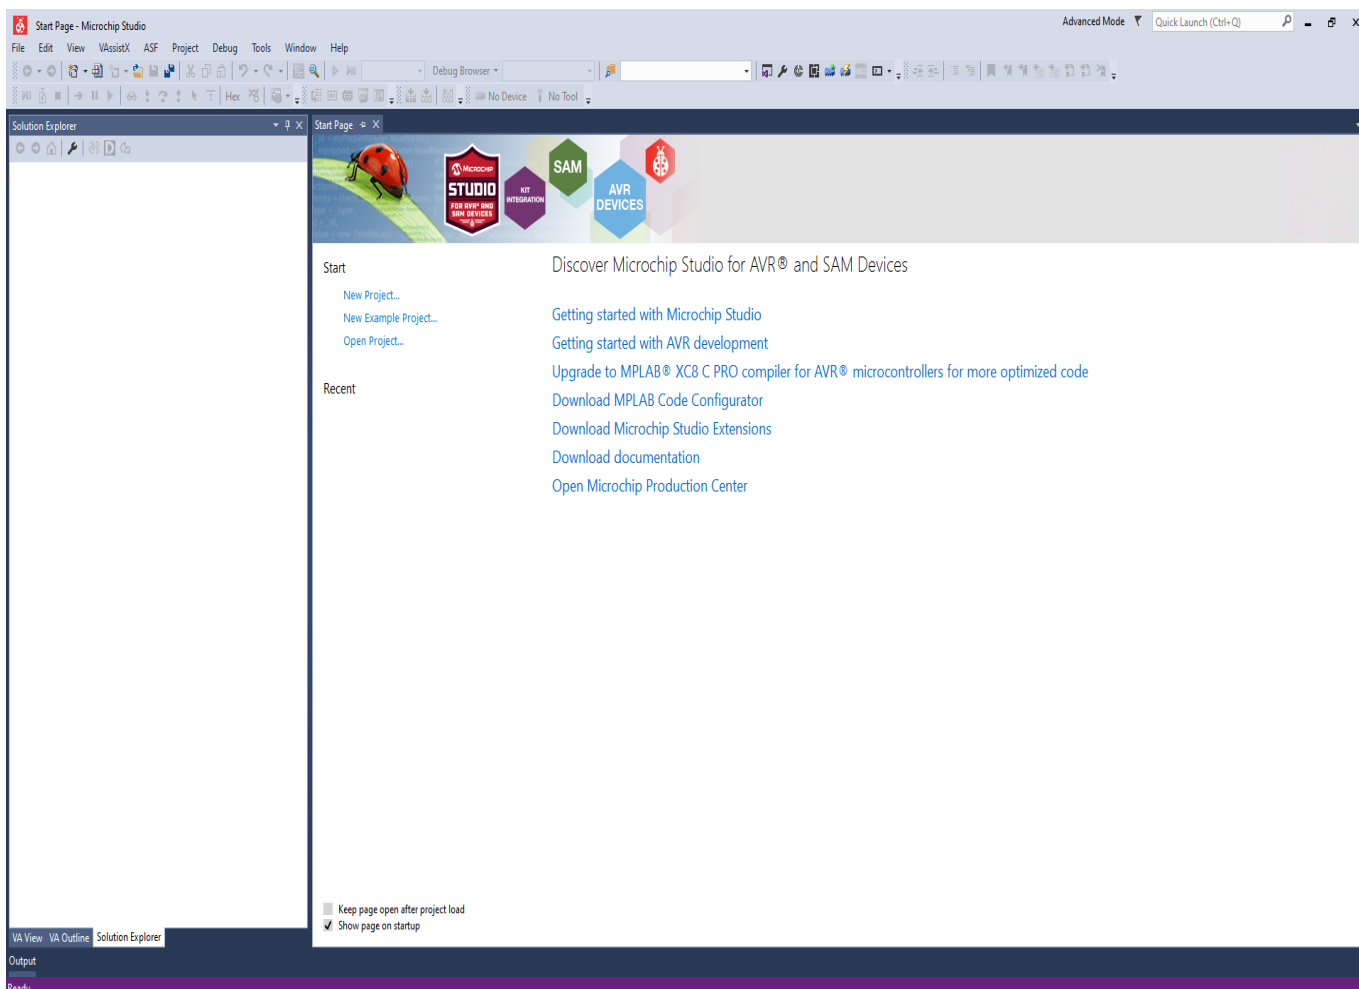 Start Page - Microchip Studio
Advanced Mode
Quick Launch (Ctrl+Q)
File Edit View VAssistX ASF Project Debug Tools Window Help
Debug Browser
Hex
No Device
No Tool
Solution Explorer
Start Page
MICROCHIP
STUDIO
FOR AVR® AND
SAM DEVICES
KIT
INTEGRATION
SAM
AVR
DEVICES
Start
New Project...
New Example Project...
Open Project...
Recent
Discover Microchip Studio for AVR® and SAM Devices
Getting started with Microchip Studio
Getting started with AVR development
Upgrade to MPLAB® XC8 C PRO compiler for AVR® microcontrollers for more optimized code
Download MPLAB Code Configurator
Download Microchip Studio Extensions
Download documentation
Open Microchip Production Center
Keep page open after project load
Show page on startup
VA View VA Outline Solution Explorer
Output
Ready